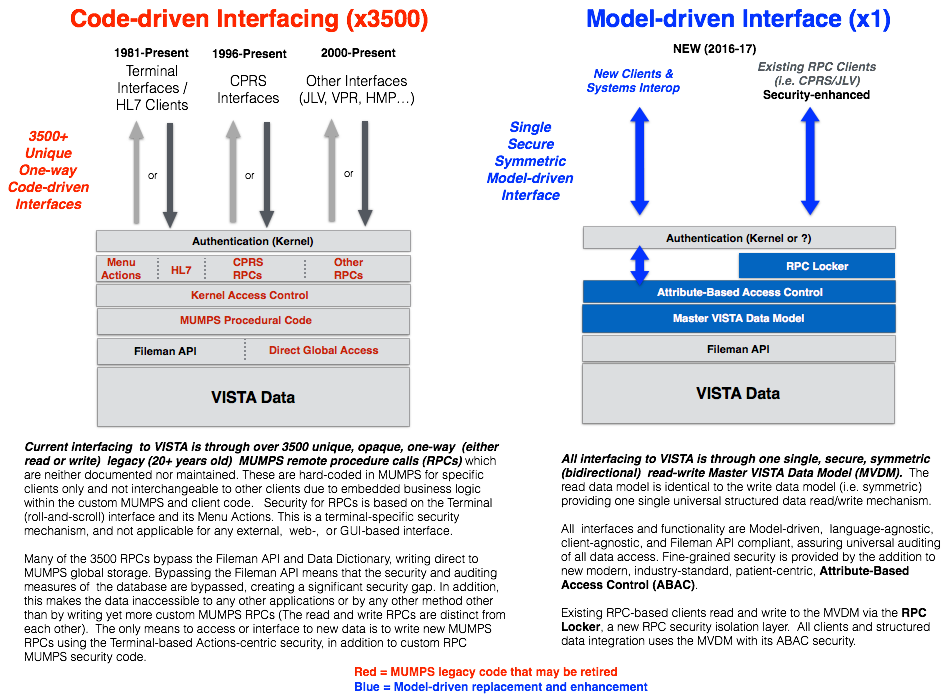 Code-driven Interfacing (x3500)
1981-Present
Terminal
Interfaces /
HL7 Clients
1996-Present
CPRS
Interfaces
2000-Present
Other Interfaces
(JLV, VPR, HMP…)
3500+
Unique
One-way
Code-driven
Interfaces
or
or
or
Authentication (Kernel)
Menu
Actions
HL7
CPRS
RPCs
Other
RPCs
Kernel Access Control
MUMPS Procedural Code
Fileman API
Direct Global Access
VISTA Data
Current interfacing to VISTA is through over 3500 unique, opaque, one-way (either
read or write) legacy (20+ years old) MUMPS remote procedure calls (RPCs) which
are neither documented nor maintained. These are hard-coded in MUMPS for specific
clients only and not interchangeable to other clients due to embedded business logic
within the custom MUMPS and client code. Security for RPCs is based on the Terminal
(roll-and-scroll) interface and its Menu Actions. This is a terminal-specific security
mechanism, and not applicable for any external, web-, or GUI-based interface.
Many of the 3500 RPCs bypass the Fileman API and Data Dictionary, writing direct to
MUMPS global storage. Bypassing the Fileman API means that the security and auditing
measures of the database are bypassed, creating a significant security gap. In addition,
this makes the data inaccessible to any other applications or by any other method other
than by writing yet more custom MUMPS RPCs (The read and write RPCs are distinct from
each other). The only means to access or interface to new data is to write new MUMPS
RPCs using the Terminal-based Actions-centric security, in addition to custom RPC
MUMPS security code.
Model-driven Interface (x1)
NEW (2016-17)
New Clients &
Systems Interop
Existing RPC Clients
(i.e. CPRS/JLV)
Security-enhanced
Single
Secure
Symmetric
Model-driven
Interface
Authentication (Kernel or ?)
RPC Locker
Attribute-Based Access Control
Master VISTA Data Model
Fileman API
VISTA Data
All interfacing to VISTA is through one single, secure, symmetric
(bidirectional) read-write Master VISTA Data Model (MVDM). The
read data model is identical to the write data model (i.e. symmetric)
providing one single universal structured data read/write mechanism.
All interfaces and functionality are Model-driven, language-agnostic,
client-agnostic, and Fileman API compliant, assuring universal auditing
of all data access. Fine-grained security is provided by the addition of
new modern, industry-standard, patient-centric, Attribute-Based
Access Control (ABAC).
Existing RPC-based clients read and write to the MVDM via the RPC
Locker, a new RPC security isolation layer. All clients and structured
data integration uses the MVDM with its ABAC security.
Red = MUMPS legacy code that may be retired
Blue = Model-driven replacement and enhancement